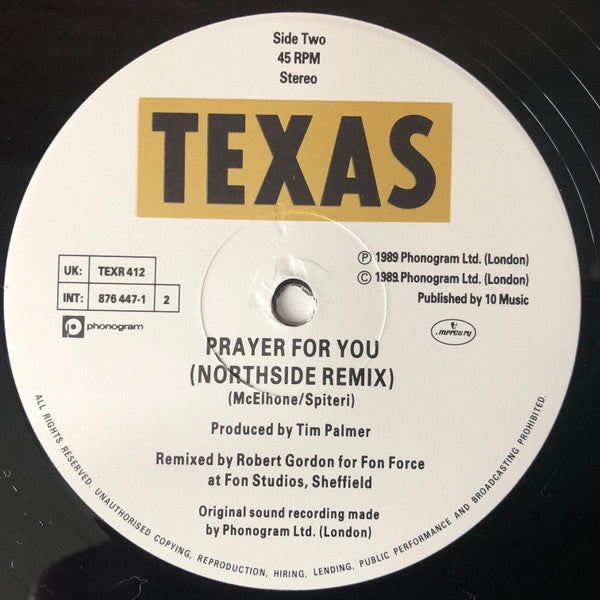 Side Two
45 RPM
Stereo
TEXAS
UK: TEXR 412
INT: 876 447-1 2
phonogram
Ⓟ 1989 Phonogram Ltd. (London)
© 1989 Phonogram Ltd. (London)
Published by 10 Music
mercury
PRAYER FOR YOU
(NORTHSIDE REMIX)
(McElhone/Spiteri)
Produced by Tim Palmer
Remixed by Robert Gordon for Fon Force
at Fon Studios, Sheffield
Original sound recording made
by Phonogram Ltd. (London)
ALL RIGHTS RESERVED. UNAUTHORISED COPYING, REPRODUCTION, HIRING, LENDING, PUBLIC PERFORMANCE AND BROADCASTING PROHIBITED.